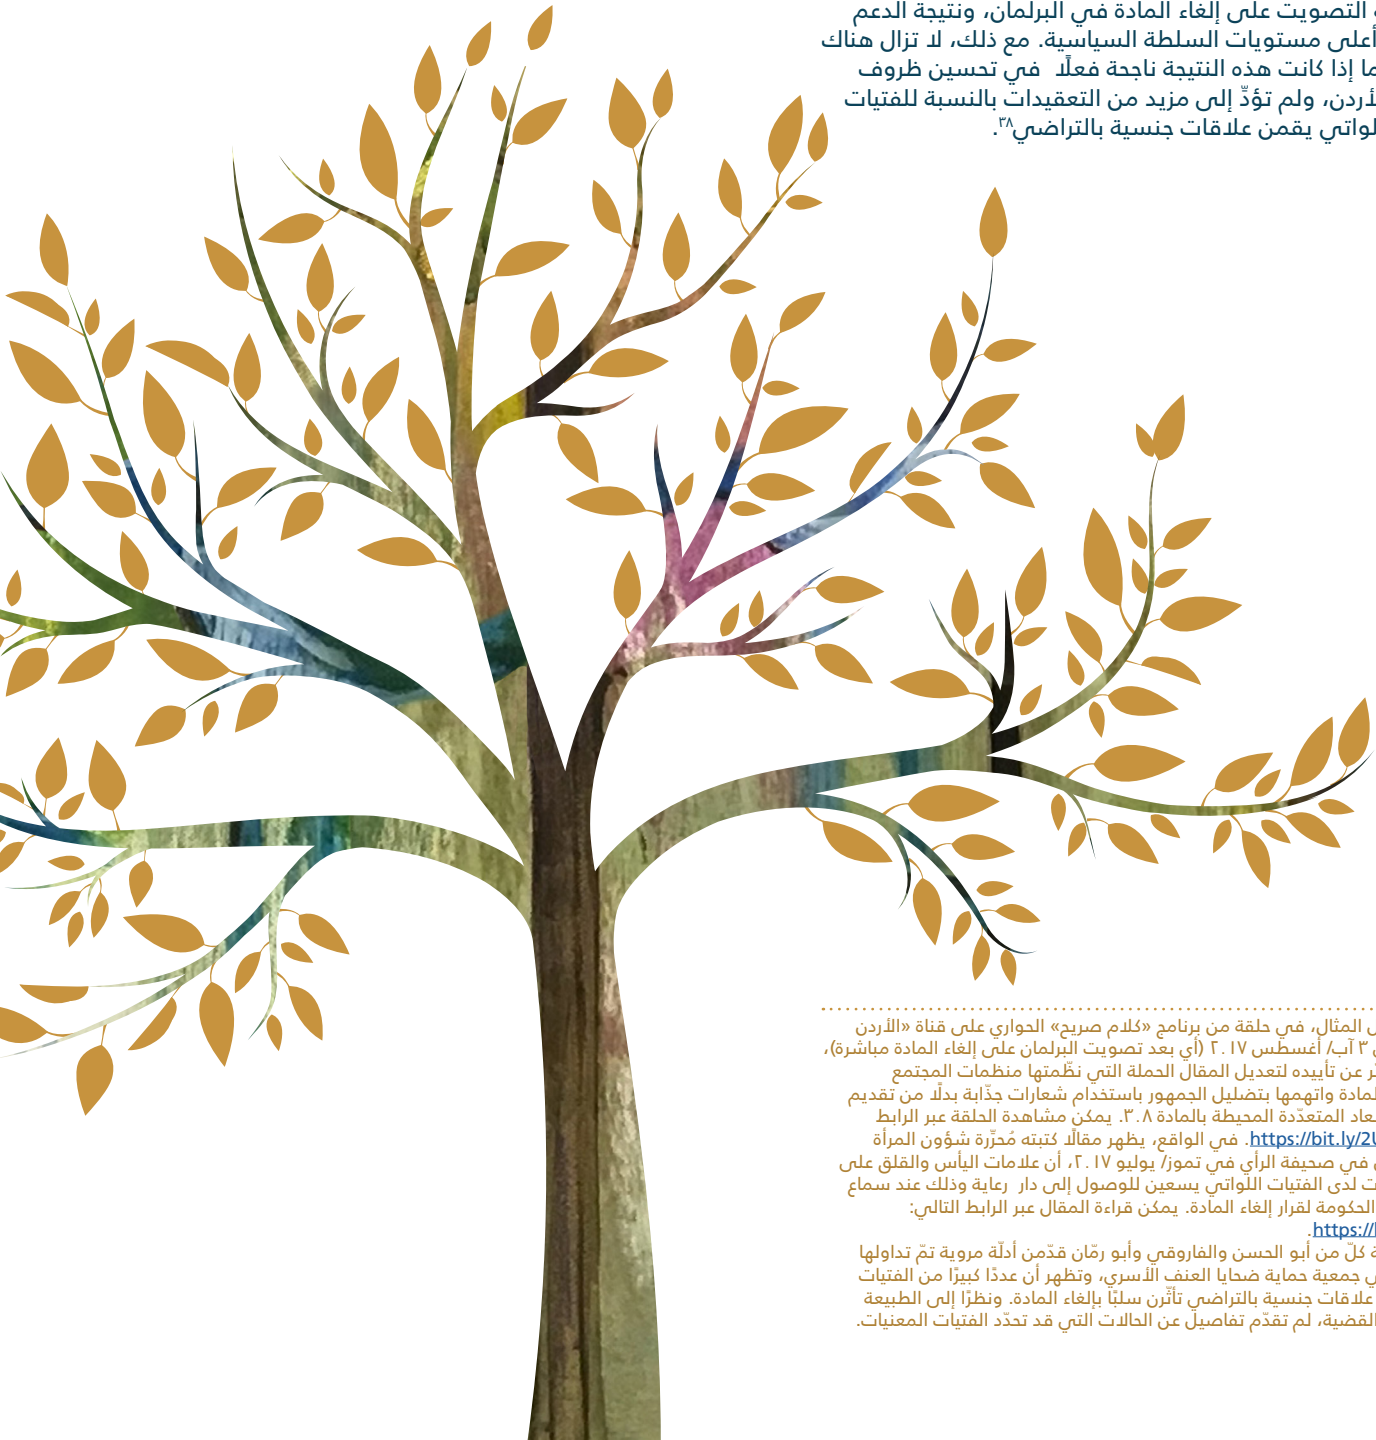 التصويت على إلغاء المادة في البرلمان، ونتيجة الدعم
أعلى مستويات السلطة السياسية. مع ذلك، لا تزال هناك
ما إذا كانت هذه النتيجة ناجحة فعلًا في تحسين ظروف
ولم تؤدِّ إلى مزيد من التعقيدات بالنسبة للفتيات
يقمن علاقات جنسية بالتراضي٣٨.
المثال، في حلقة من برنامج «كلام صريح» الحواري على قناة «الأردن
٣ آب/ أغسطس ٢٠١٧ (أي بعد تصويت البرلمان على إلغاء المادة مباشرة)،
عن تأييده لتعديل المقال الحملة التي نظّمتها منظمات المجتمع
المادة واتهمها بتضليل الجمهور باستخدام شعارات جذّابة بدلًا من تقديم
المتعدّدة المحيطة بالمادة ٣٠٨. يمكن مشاهدة الحلقة عبر الرابط
https://bit.ly/2U. في الواقع، يظهر مقالًا كتبته مُحرِّرة شؤون المرأة
في صحيفة الرأي في تموز/ يوليو ٢٠١٧، أن علامات اليأس والقلق على
لدى الفتيات اللواتي يسعين للوصول إلى دار رعاية وذلك عند سماع
الحكومة لقرار إلغاء المادة. يمكن قراءة المقال عبر الرابط التالي:
https://.
كلّ من أبو الحسن والفاروقي وأبو رمّان قدّمن أدلّة مروية تمّ تداولها
جمعية حماية ضحايا العنف الأسري، وتظهر أن عددًا كبيرًا من الفتيات
علاقات جنسية بالتراضي تأثّرن سلبًا بإلغاء المادة. ونظرًا إلى الطبيعة
القضية، لم تقدّم تفاصيل عن الحالات التي قد تحدّد الفتيات المعنيات.